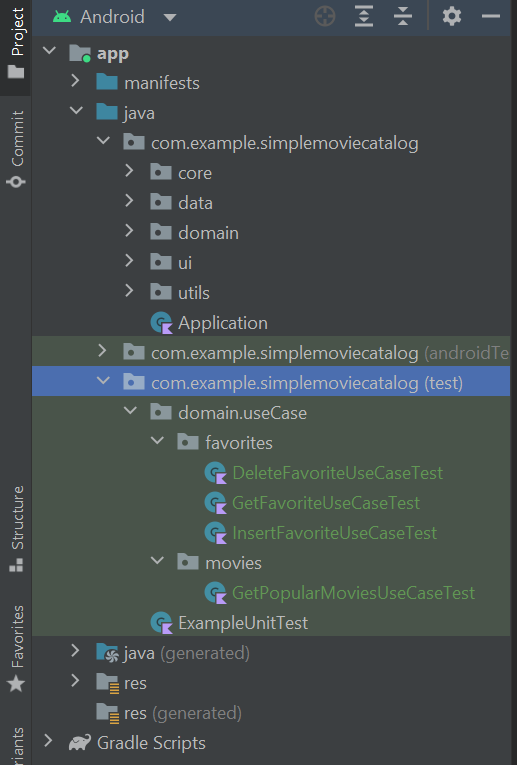 Android
Project
Commit
Structure
Favorites
app
manifests
java
com.example.simplemoviecatalog
core
data
domain
ui
utils
Application
com.example.simplemoviecatalog (androidTe
com.example.simplemoviecatalog (test)
domain.useCase
favorites
DeleteFavoriteUseCaseTest
GetFavoriteUseCaseTest
InsertFavoriteUseCaseTest
movies
GetPopularMoviesUseCaseTest
ExampleUnitTest
java (generated)
res
res (generated)
Gradle Scripts